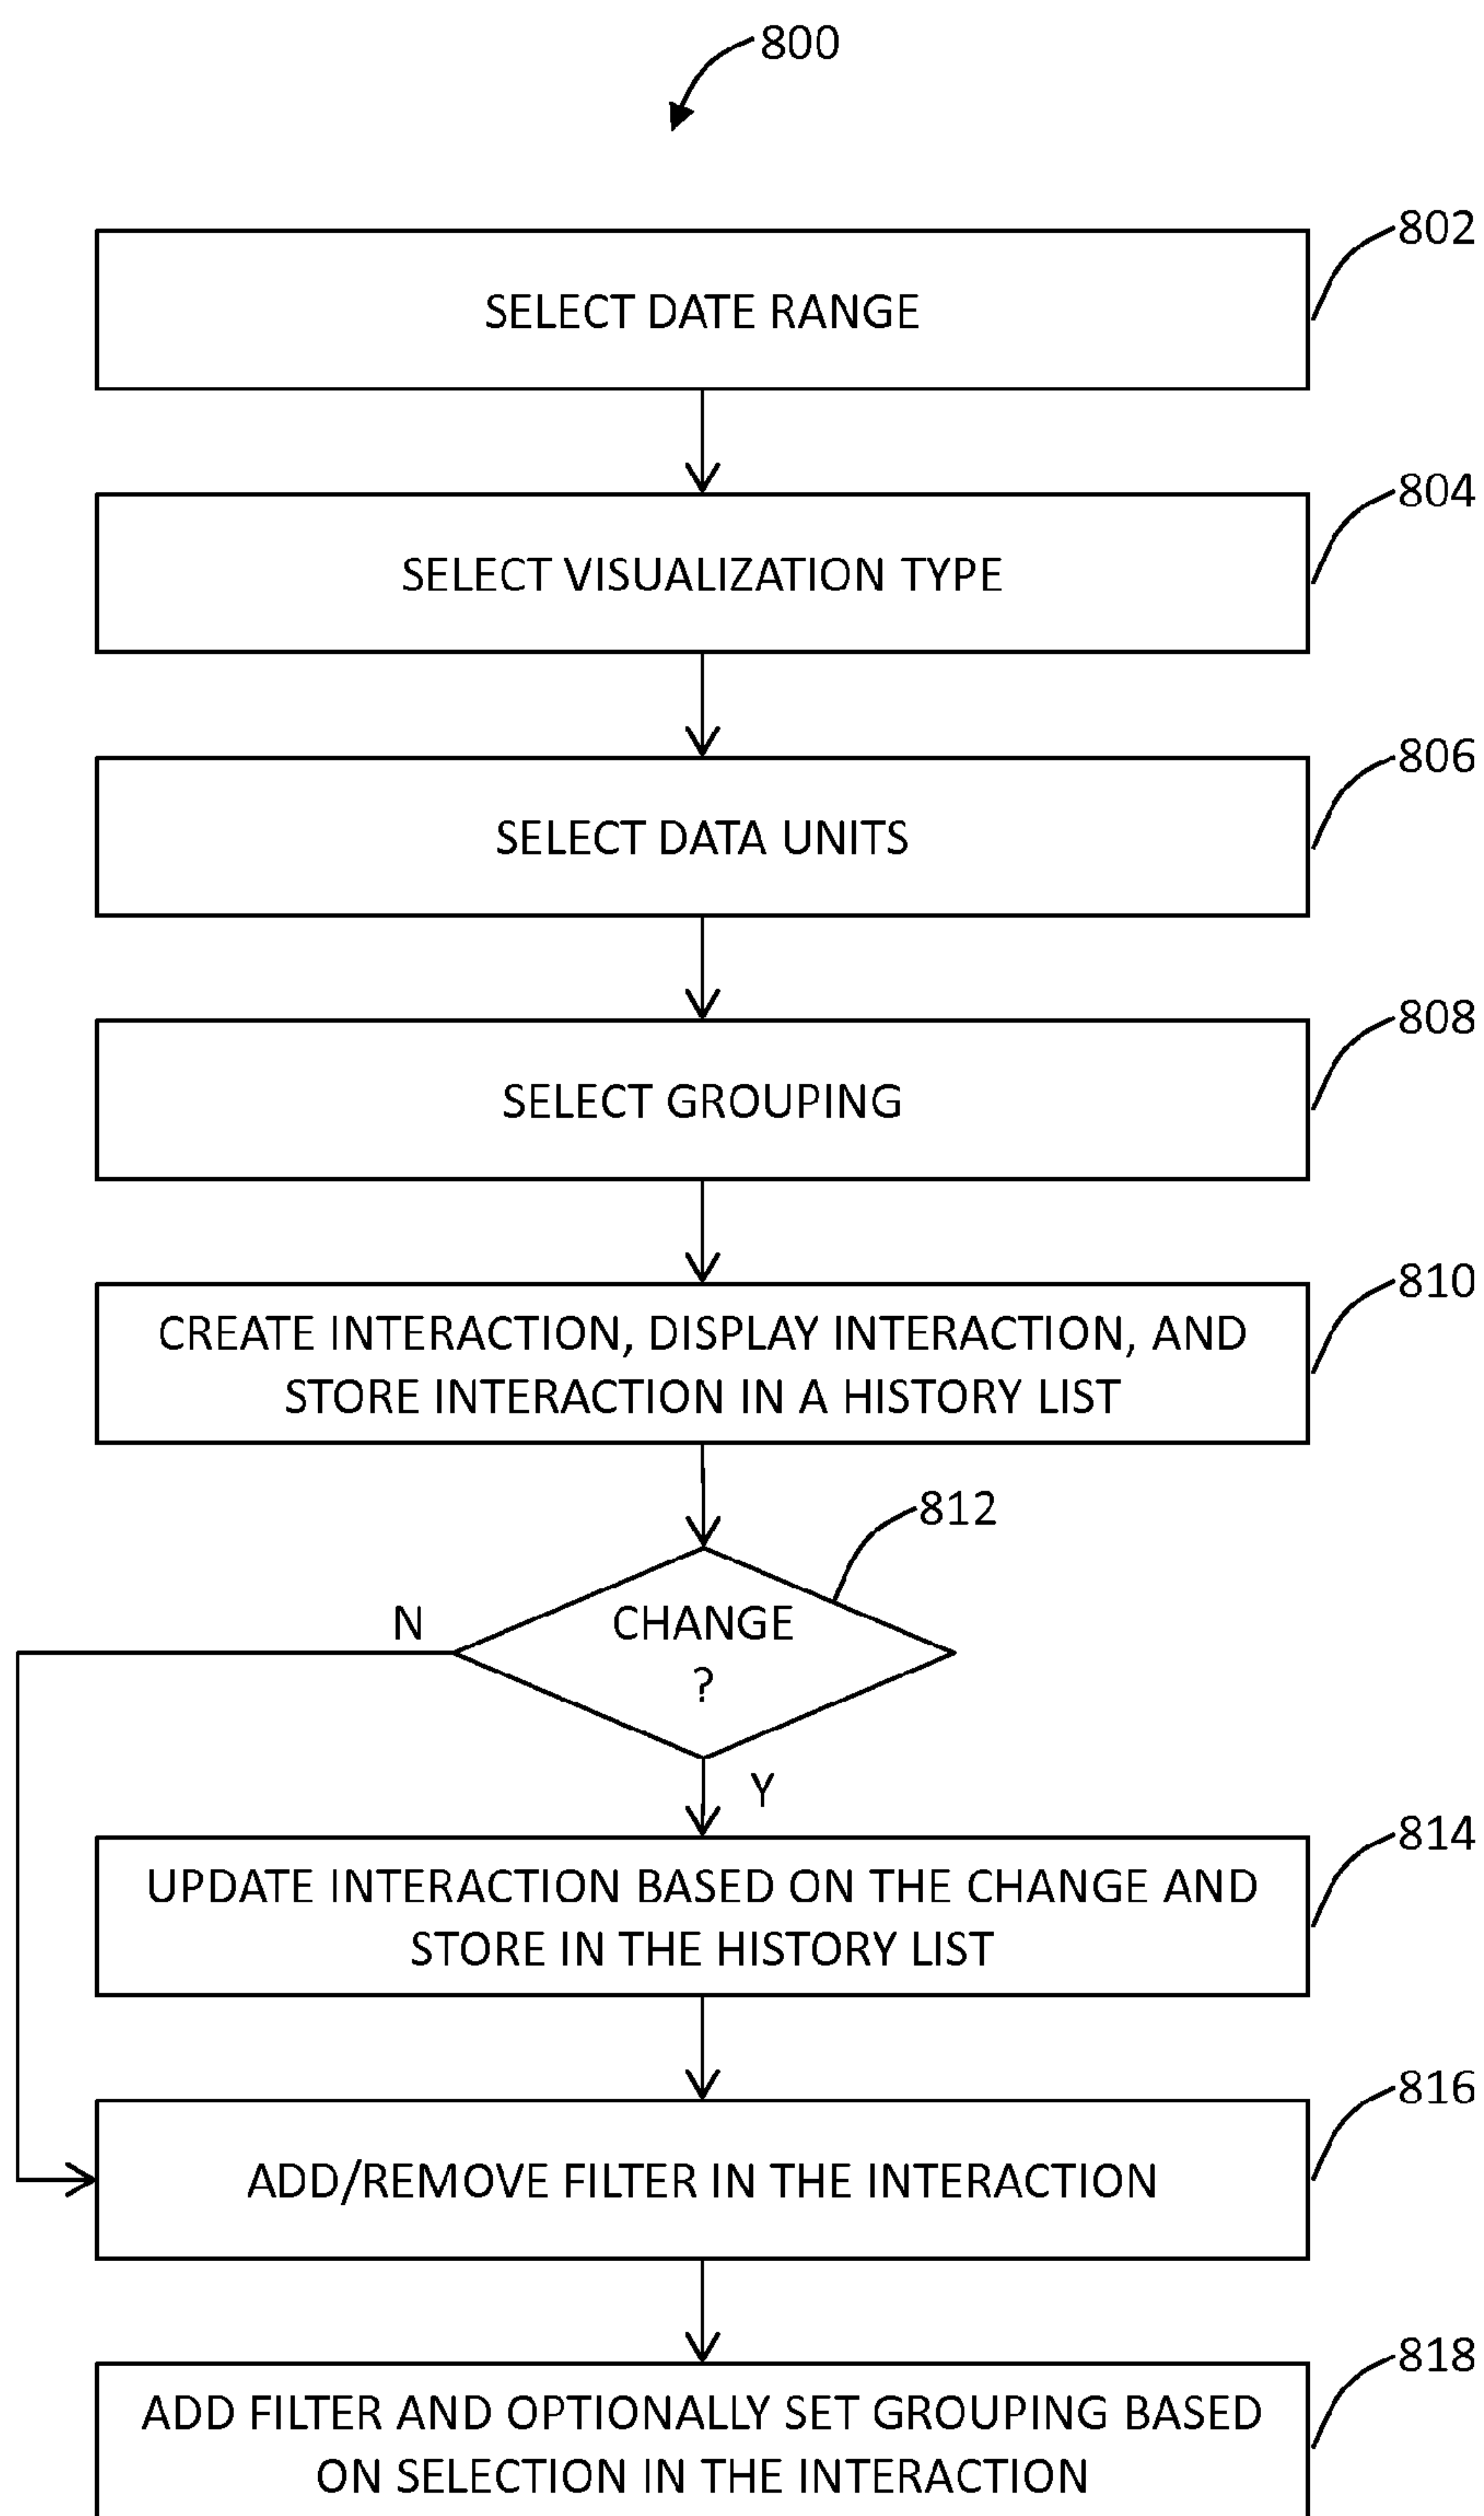 800
802
SELECT DATE RANGE
804
SELECT VISUALIZATION TYPE
806
SELECT DATA UNITS
808
SELECT GROUPING
810
CREATE INTERACTION, DISPLAY INTERACTION, AND
STORE INTERACTION IN A HISTORY LIST
812
N
CHANGE
?
Y
814
UPDATE INTERACTION BASED ON THE CHANGE AND
STORE IN THE HISTORY LIST
816
ADD/REMOVE FILTER IN THE INTERACTION
818
ADD FILTER AND OPTIONALLY SET GROUPING BASED
ON SELECTION IN THE INTERACTION